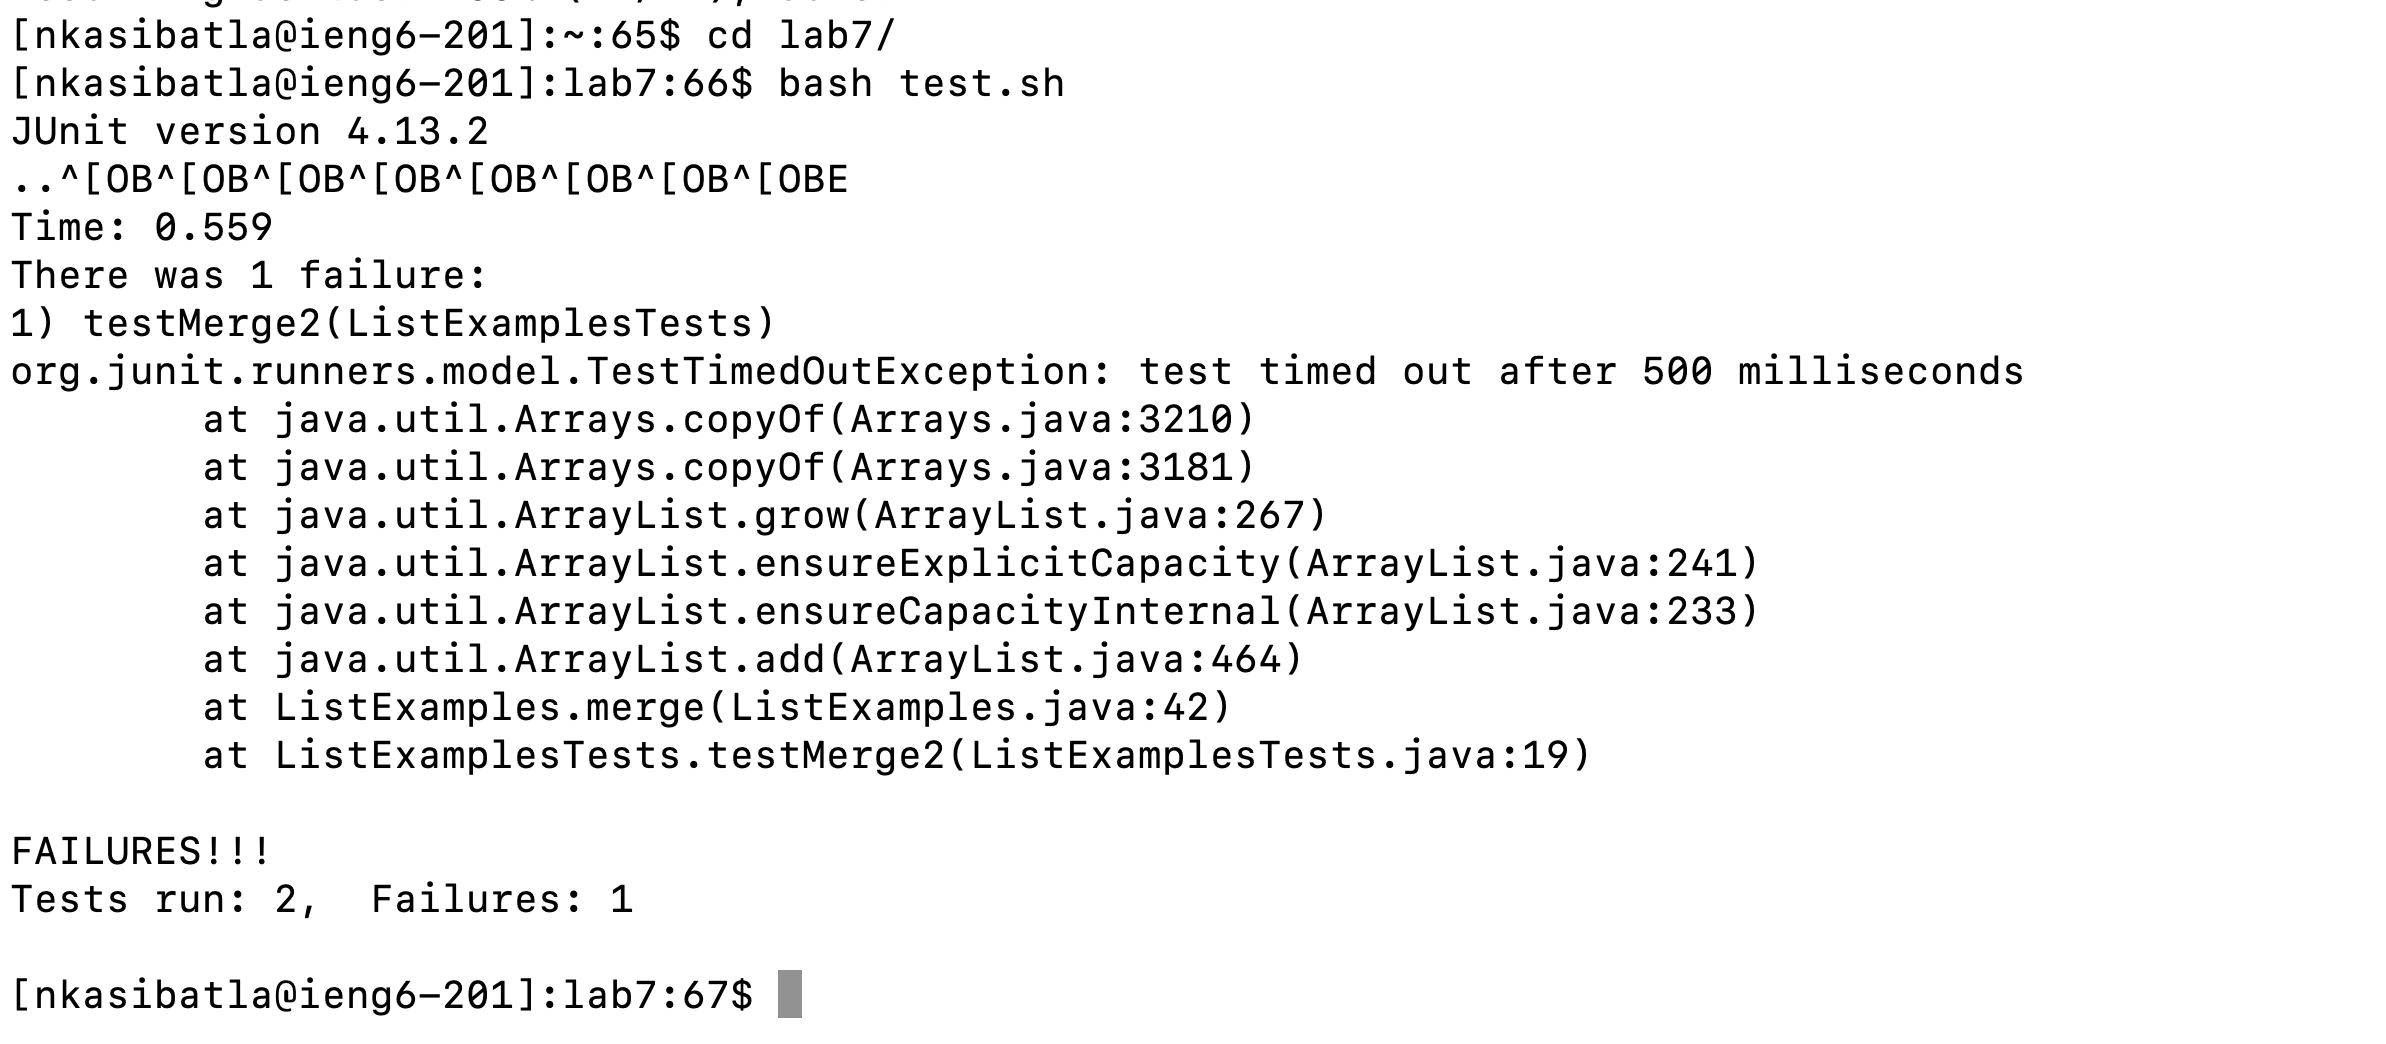 [nkasibatla@ieng6-201]:~:65$ cd lab7/
[nkasibatla@ieng6-201]:lab7:66$ bash test.sh
JUnit version 4.13.2
..^[OB^[OB^[OB^[OB^[OB^[OB^[OB^[OBE
Time: 0.559
There was 1 failure:
1) testMerge2(ListExamplesTests)
org.junit.runners.model.TestTimedOutException: test timed out after 500 milliseconds
        at java.util.Arrays.copyOf(Arrays.java:3210)
        at java.util.Arrays.copyOf(Arrays.java:3181)
        at java.util.ArrayList.grow(ArrayList.java:267)
        at java.util.ArrayList.ensureExplicitCapacity(ArrayList.java:241)
        at java.util.ArrayList.ensureCapacityInternal(ArrayList.java:233)
        at java.util.ArrayList.add(ArrayList.java:464)
        at ListExamples.merge(ListExamples.java:42)
        at ListExamplesTests.testMerge2(ListExamplesTests.java:19)
FAILURES!!!
Tests run: 2,  Failures: 1
[nkasibatla@ieng6-201]:lab7:67$